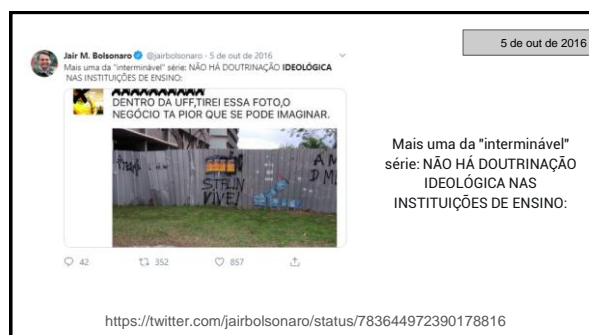 5 de out de 2016
Jair M. Bolsonaro @jairbolsonaro · 5 de out de 2016
Mais uma da "interminável" série: NÃO HÁ DOUTRINAÇÃO IDEOLÓGICA
NAS INSTITUIÇÕES DE ENSINO:
DENTRO DA UFF,TIREI ESSA FOTO,O
NEGÓCIO TA PIOR QUE SE PODE IMAGINAR.
STALIN
VIVE!
A M
D M
42 352 857
Mais uma da "interminável"
série: NÃO HÁ DOUTRINAÇÃO
IDEOLÓGICA NAS
INSTITUIÇÕES DE ENSINO:
https://twitter.com/jairbolsonaro/status/783644972390178816